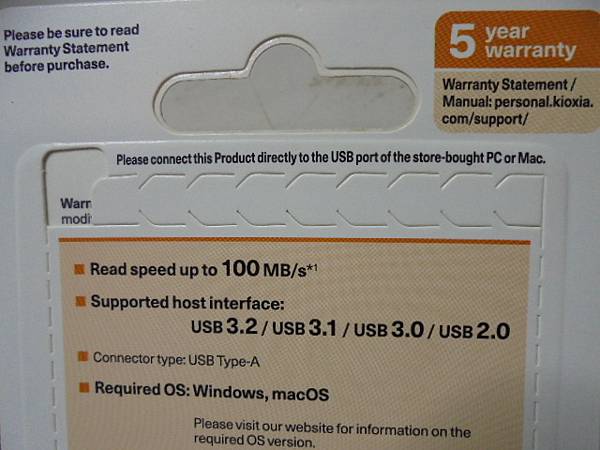 Please be sure to read
Warranty Statement
before purchase.
5 year
warranty
Warranty Statement /
Manual: personal.kioxia.
com/support/
Please connect this Product directly to the USB port of the store-bought PC or Mac.
Warr
modi
Read speed up to 100 MB/s*1
Supported host interface:
USB 3.2 / USB 3.1 / USB 3.0 / USB 2.0
Connector type: USB Type-A
Required OS: Windows, macOS
Please visit our website for information on the
required OS version.